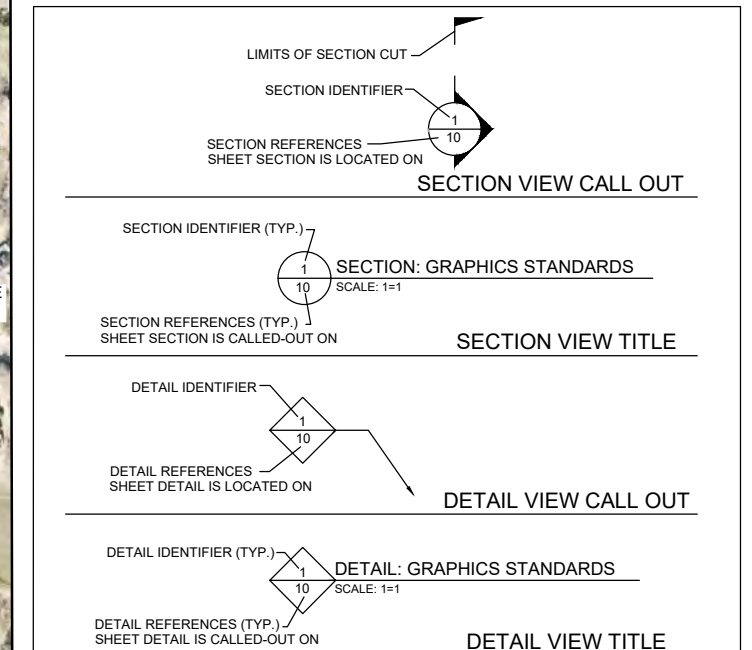 LIMITS OF SECTION CUT
SECTION IDENTIFIER
1
10
SECTION REFERENCES
SHEET SECTION IS LOCATED ON
SECTION VIEW CALL OUT
SECTION IDENTIFIER (TYP.)
1
10
SECTION: GRAPHICS STANDARDS
SCALE: 1=1
SECTION REFERENCES (TYP.)
SHEET SECTION IS CALLED-OUT ON
SECTION VIEW TITLE
DETAIL IDENTIFIER
1
10
DETAIL REFERENCES
SHEET DETAIL IS LOCATED ON
DETAIL VIEW CALL OUT
DETAIL IDENTIFIER (TYP.)
1
10
DETAIL: GRAPHICS STANDARDS
SCALE: 1=1
DETAIL REFERENCES (TYP.)
SHEET DETAIL IS CALLED-OUT ON
DETAIL VIEW TITLE